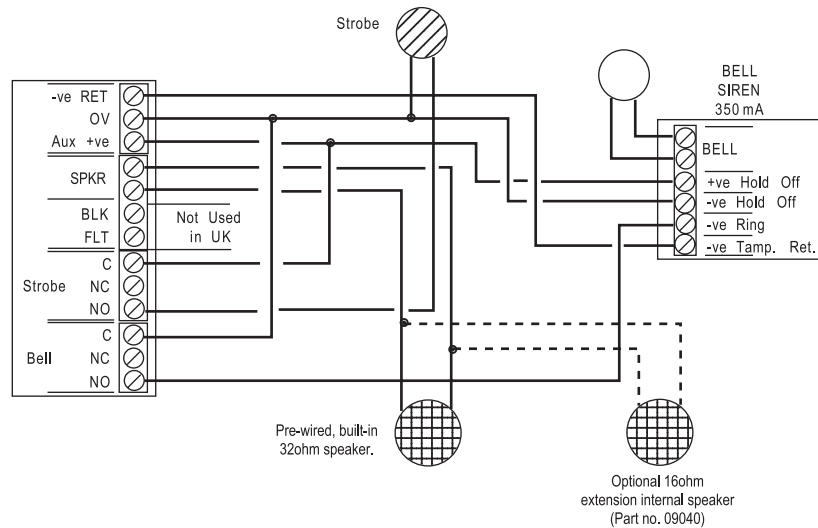 Strobe
-ve RET
OV
Aux +ve
SPKR
BLK
FLT
Not Used
in UK
Strobe
C
NC
NO
Bell
C
NC
NO
BELL
SIREN
350 mA
BELL
+ve Hold Off
-ve Hold Off
-ve Ring
-ve Tamp. Ret.
Pre-wired, built-in
32ohm speaker.
Optional 16ohm
extension internal speaker
(Part no. 09040)